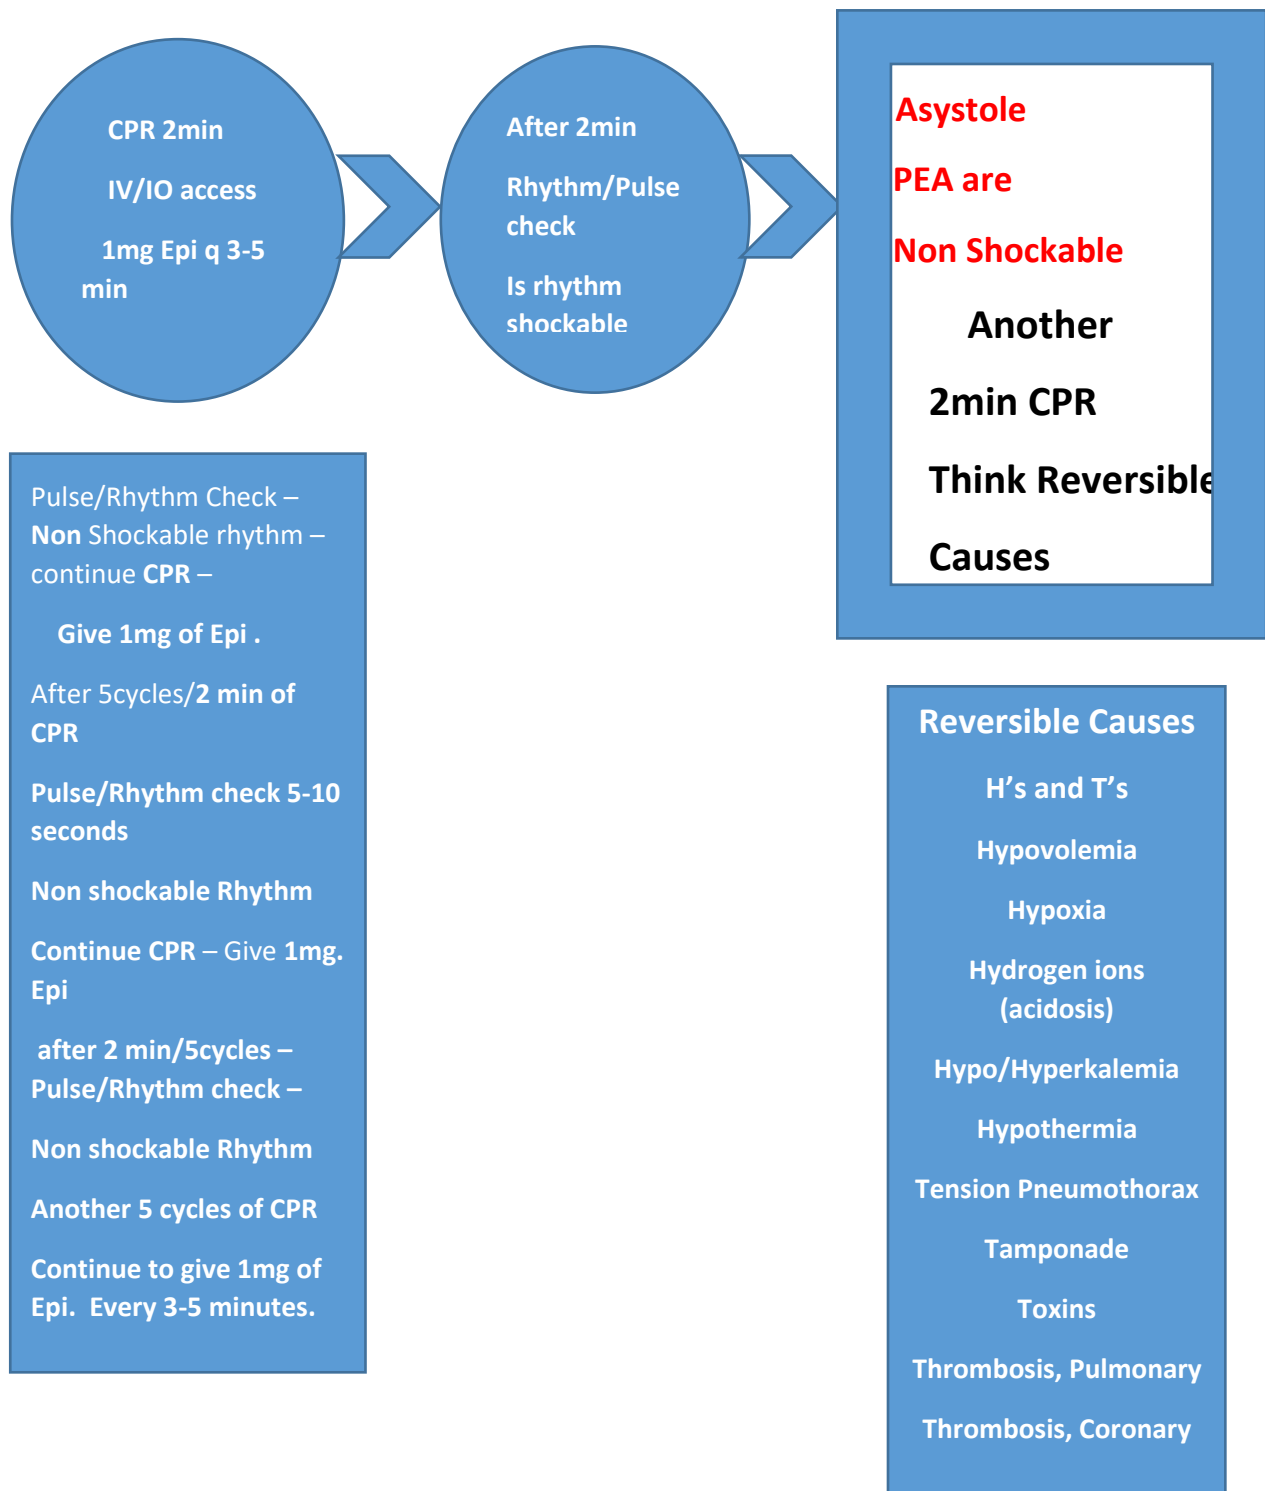 CPR 2min
IV/IO access
1mg Epi q 3-5
min
After 2min
Rhythm/Pulse
check
Is rhythm
shockable
Asystole
PEA are
Non Shockable
Another
2min CPR
Think Reversible
Causes
Pulse/Rhythm Check –
Non Shockable rhythm –
continue CPR –
Give 1mg of Epi .
After 5cycles/2 min of
CPR
Pulse/Rhythm check 5-10
seconds
Non shockable Rhythm
Continue CPR – Give 1mg.
Epi
after 2 min/5cycles –
Pulse/Rhythm check –
Non shockable Rhythm
Another 5 cycles of CPR
Continue to give 1mg of
Epi.  Every 3-5 minutes.
Reversible Causes
H’s and T’s
Hypovolemia
Hypoxia
Hydrogen ions
(acidosis)
Hypo/Hyperkalemia
Hypothermia
Tension Pneumothorax
Tamponade
Toxins
Thrombosis, Pulmonary
Thrombosis, Coronary